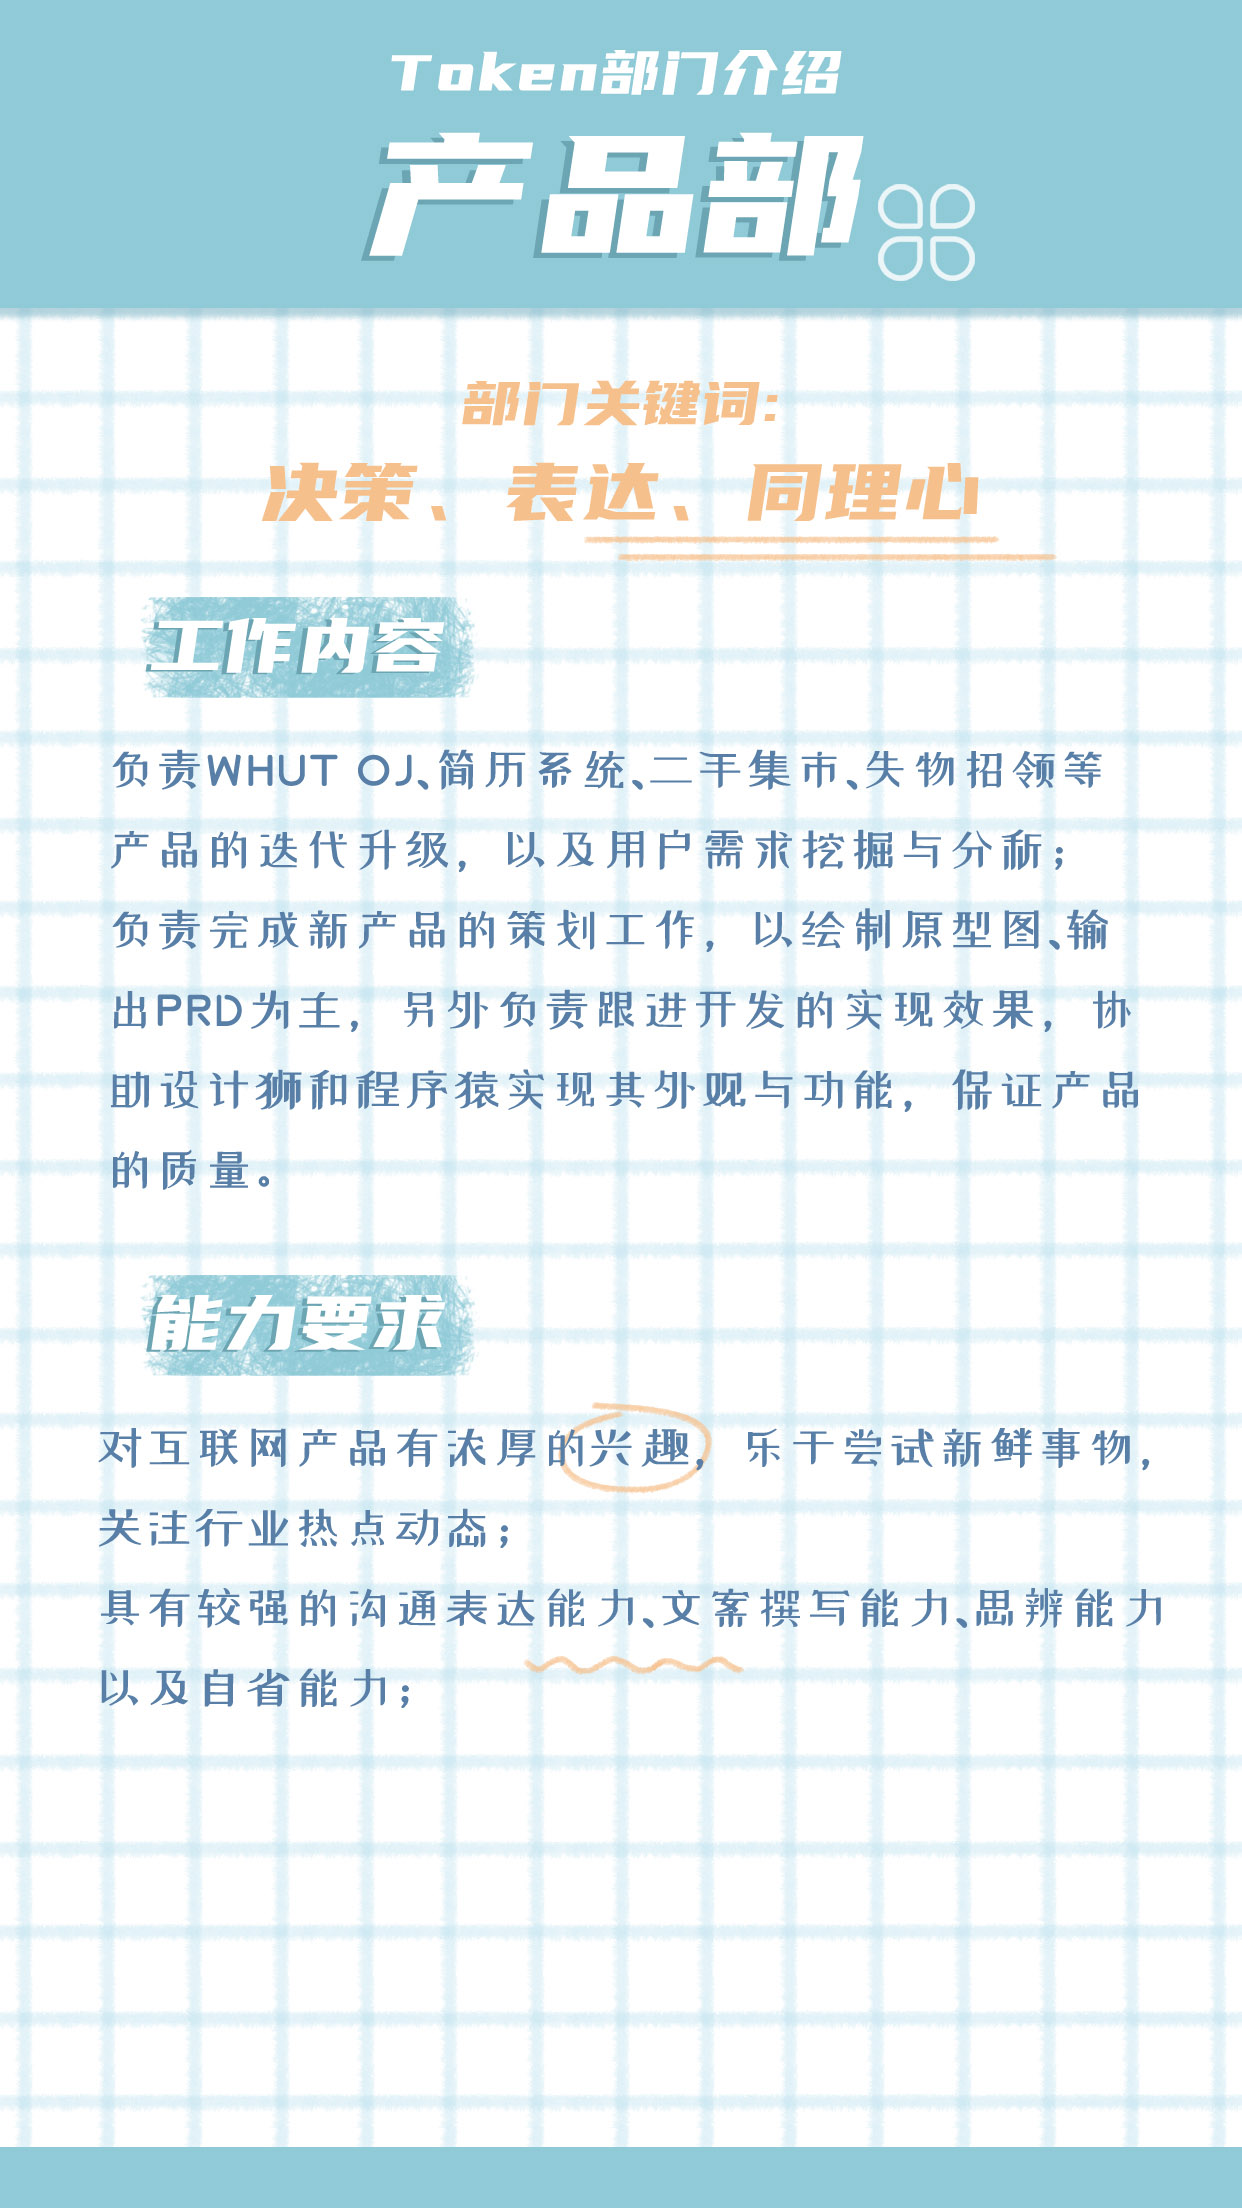 Token部门介绍
产品部
部门关键词:
决策、表达、同理心
工作内容
负责WHUT OJ、简历系统、二手集市、失物招领等
产品的迭代升级，以及用户需求挖掘与分析；
负责完成新产品的策划工作，以绘制原型图、输
出PRD为主，另外负责跟进开发的实现效果，协
助设计狮和程序猿实现其外观与功能，保证产品
的质量。
能力要求
对互联网产品有浓厚的兴趣，乐于尝试新鲜事物，
关注行业热点动态；
具有较强的沟通表达能力、文案撰写能力、思辨能力
以及自省能力；